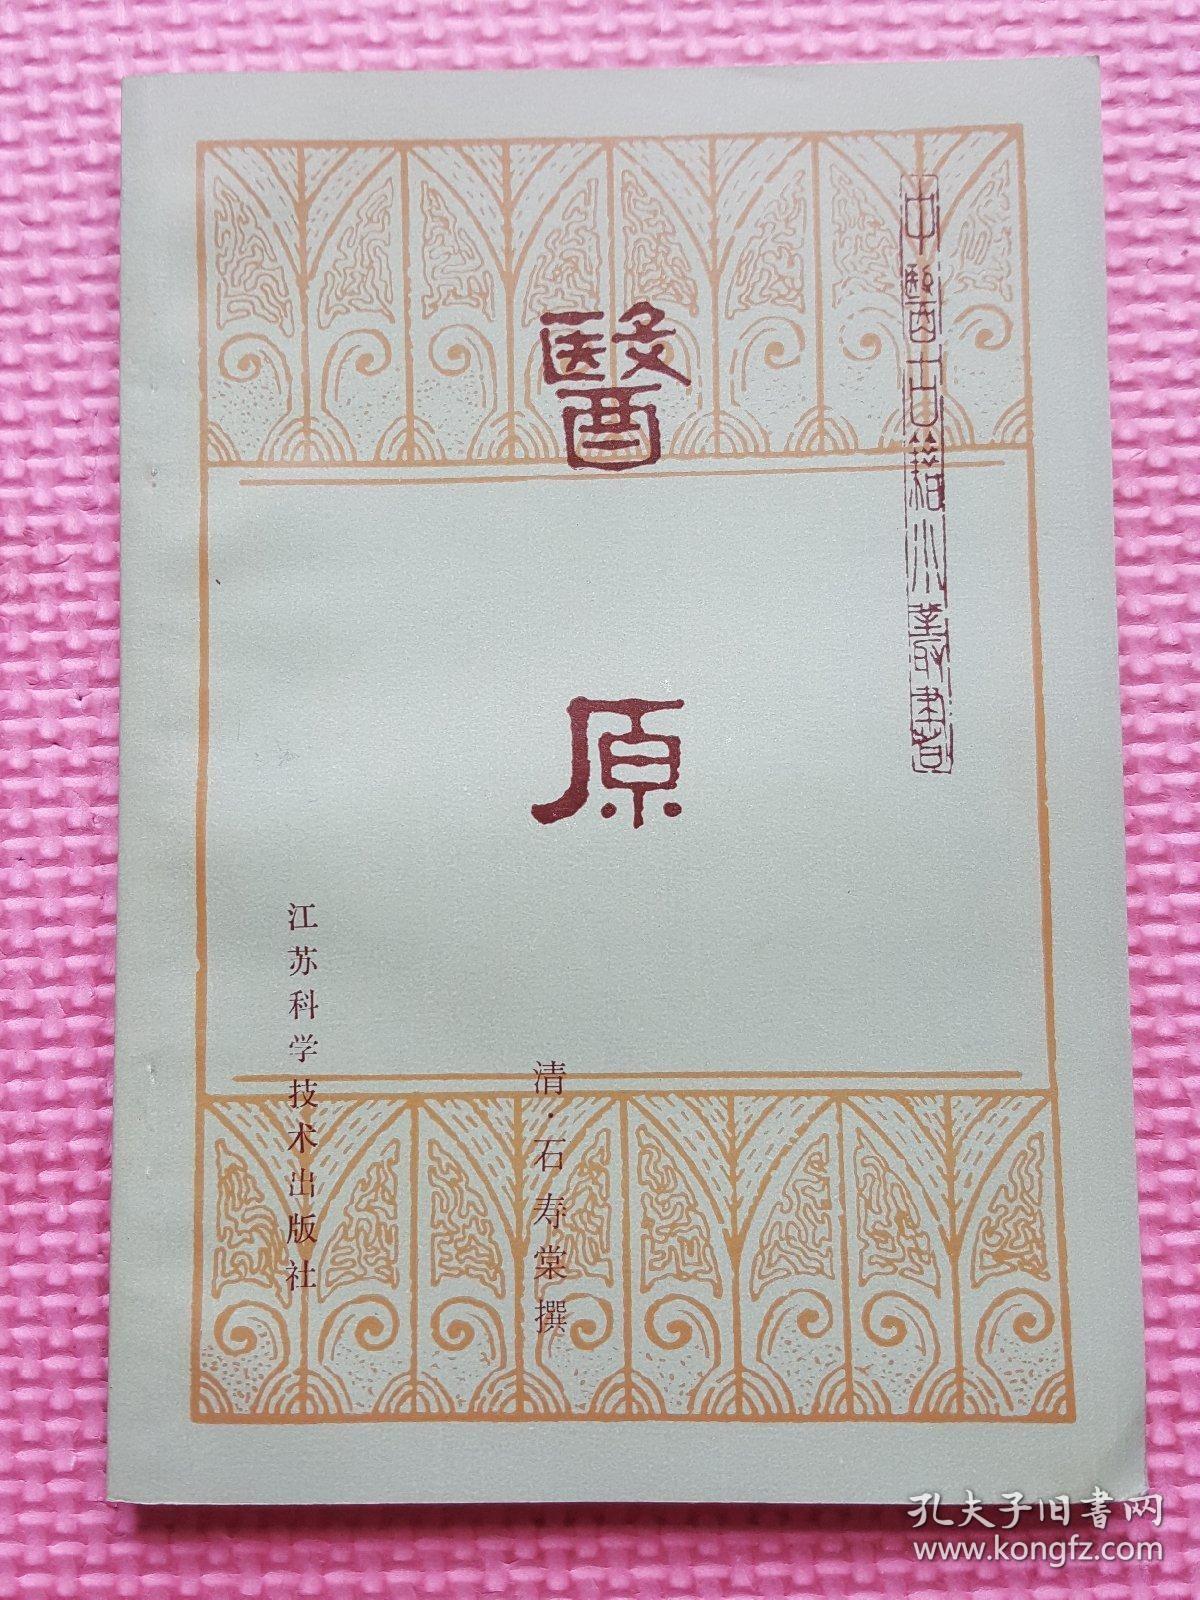 中醫古籍小叢書
醫原
清·石寿棠撰
江苏科学技术出版社
孔夫子旧書网
www.kongfz.com